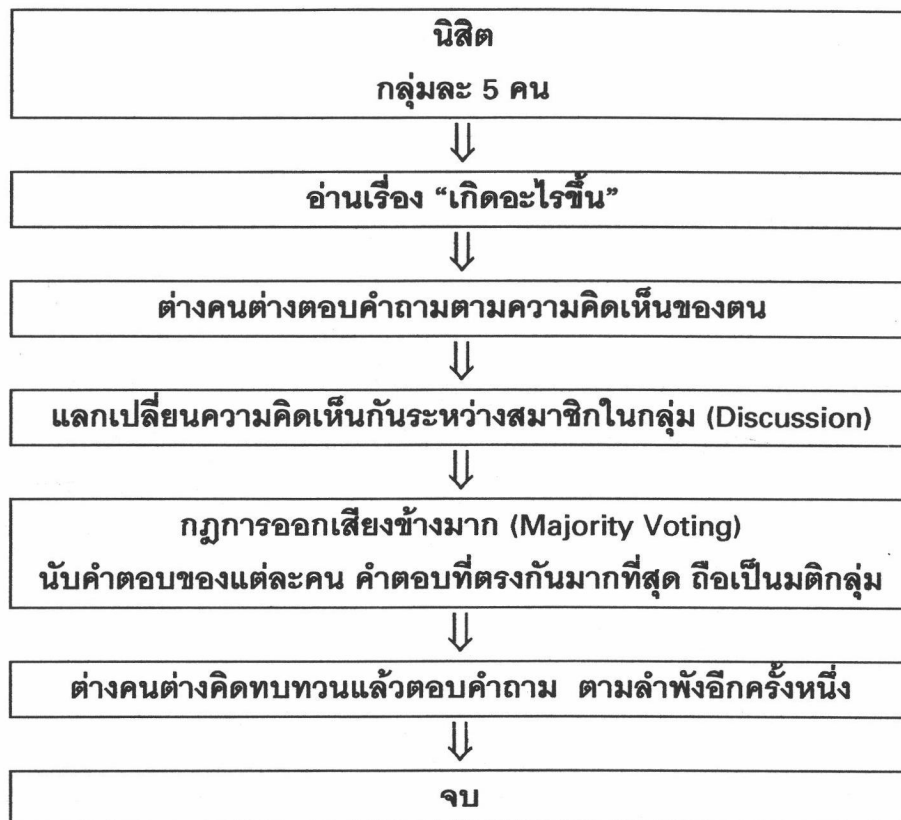 นิสิต
กลุ่มละ 5 คน
อ่านเรื่อง “เกิดอะไรขึ้น”
ต่างคนต่างตอบคำถามตามความคิดเห็นของตน
แลกเปลี่ยนความคิดเห็นกันระหว่างสมาชิกในกลุ่ม (Discussion)
กฎการออกเสียงข้างมาก (Majority Voting)
นับคำตอบของแต่ละคน คำตอบที่ตรงกันมากที่สุด ถือเป็นมติกลุ่ม
ต่างคนต่างคิดทบทวนแล้วตอบคำถาม ตามลำพังอีกครั้งหนึ่ง
จบ